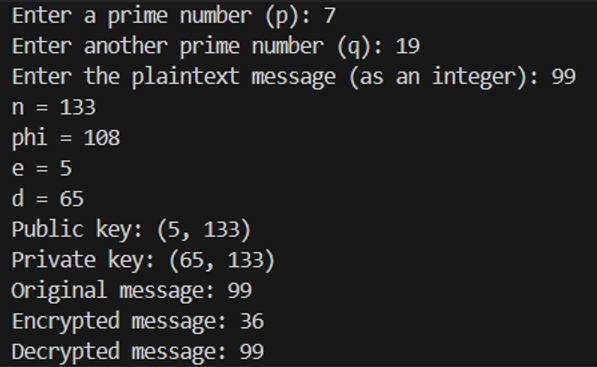 Enter a prime number (p): 7
Enter another prime number (q): 19
Enter the plaintext message (as an integer): 99
n = 133
phi = 108
e = 5
d = 65
Public key: (5, 133)
Private key: (65, 133)
Original message: 99
Encrypted message: 36
Decrypted message: 99